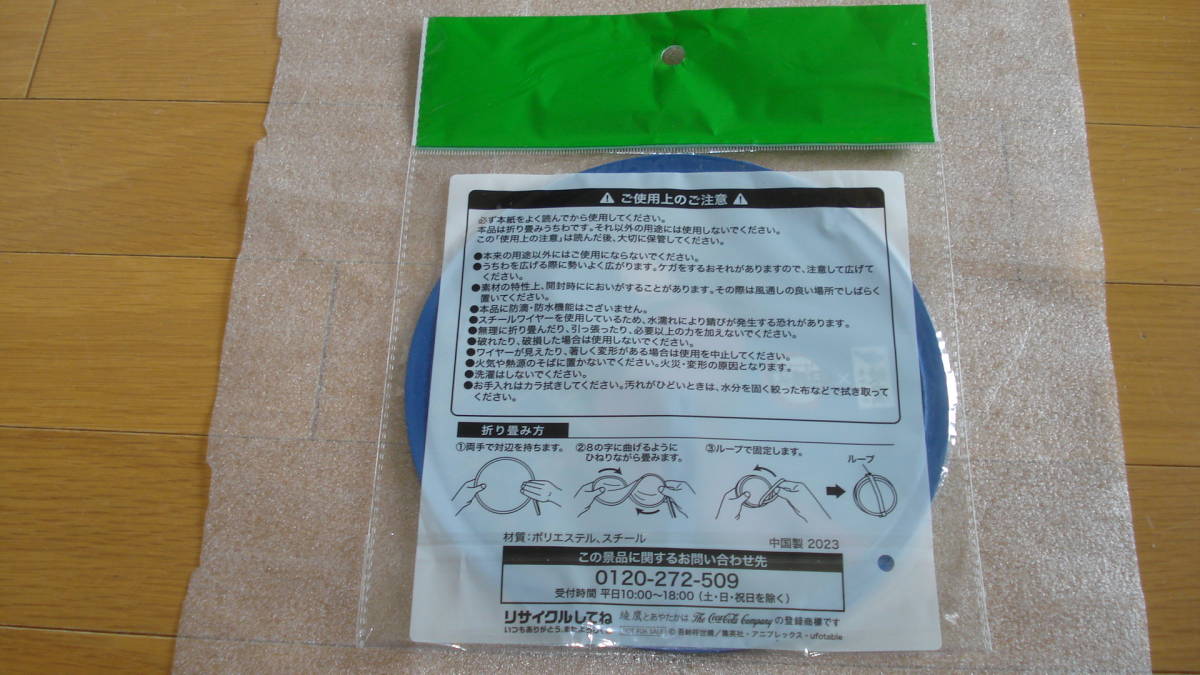 ⚠ ご使用上のご注意 ⚠
必ず本紙をよく読んでから使用してください。
本品は折り畳みうちわです。それ以外の用途には使用しないでください。
この「使用上の注意」は読んだ後、大切に保管してください。
●本来の用途以外にはご使用にならないでください。
●うちわを広げる際に勢いよく広がります。ケガをするおそれがありますので、注意して広げて
ください。
●素材の特性上、開封時ににおいがすることがあります。その際は風通しの良い場所でしばらく
置いてください。
●本品に防滴・防水機能はございません。
●スチールワイヤーを使用しているため、水濡れにより錆びが発生する恐れがあります。
●無理に折り畳んだり、引っ張ったり、必要以上の力を加えないでください。
●破れたり、破損した場合は使用しないでください。
●ワイヤーが見えたり、著しく変形がある場合は使用を中止してください。
●火気や熱源のそばに置かないでください。火災・変形の原因となります。
●洗濯はしないでください。
●お手入れはカラ拭きしてください。汚れがひどいときは、水分を固く絞った布などで拭き取って
ください。
折り畳み方
①両手で対辺を持ちます。
②8の字に曲げるように
ひねりながら畳みます。
③ループで固定します。
ループ
材質:ポリエステル、スチール
中国製 2023
この景品に関するお問い合わせ先
0120-272-509
受付時間 平日10:00〜18:00(土・日・祝日を除く)
リサイクルしてね
いつもありがとう。またよろしくね
綾鷹とあやたかは The Coca-Cola Company の登録商標です
NOT FOR SALE ©吾峠呼世晴/集英社・アニプレックス・ufotable